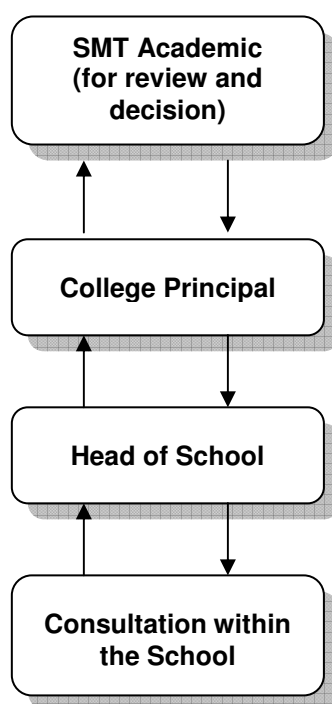 SMT Academic
(for review and
decision)
College Principal
Head of School
Consultation within
the School